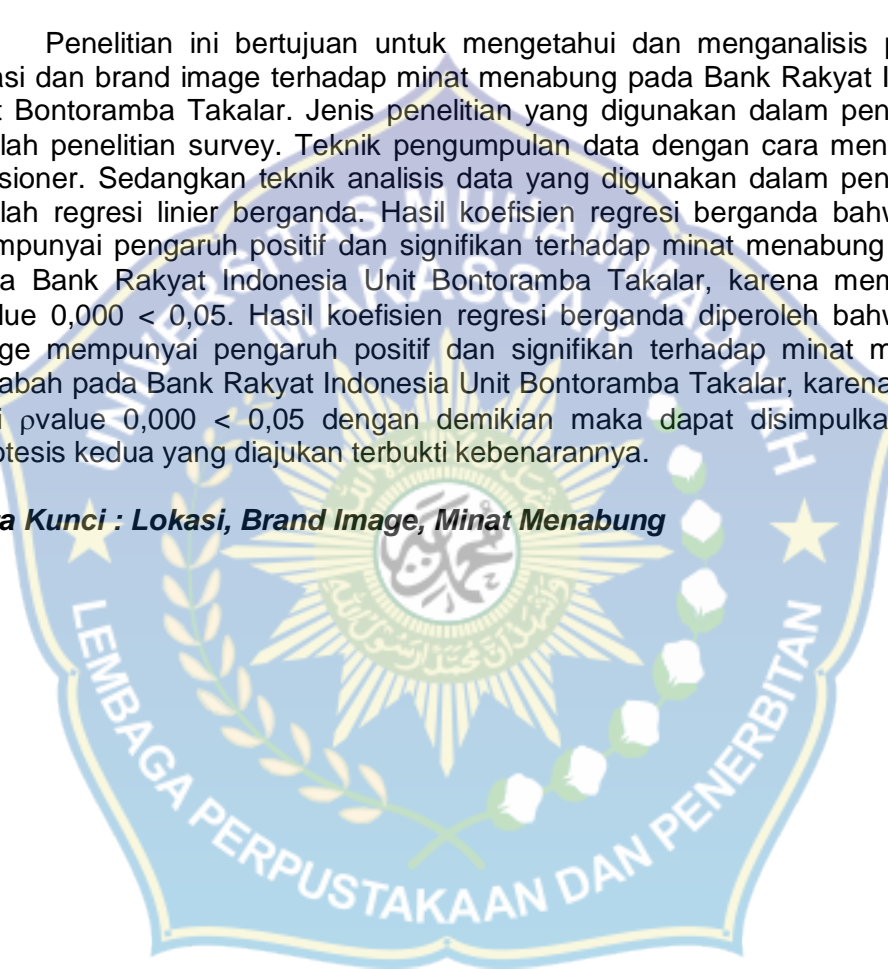 Penelitian ini bertujuan untuk mengetahui dan menganalisis p
asi dan brand image terhadap minat menabung pada Bank Rakyat I
t Bontoramba Takalar. Jenis penelitian yang digunakan dalam pen
lah penelitian survey. Teknik pengumpulan data dengan cara men
sioner. Sedangkan teknik analisis data yang digunakan dalam pen
lah regresi linier berganda. Hasil koefisien regresi berganda bahw
mpunyai pengaruh positif dan signifikan terhadap minat menabung
a Bank Rakyat Indonesia Unit Bontoramba Takalar, karena mem
lue 0,000 < 0,05. Hasil koefisien regresi berganda diperoleh bahw
ge mempunyai pengaruh positif dan signifikan terhadap minat m
abah pada Bank Rakyat Indonesia Unit Bontoramba Takalar, karena
i ρvalue 0,000 < 0,05 dengan demikian maka dapat disimpulka
otesis kedua yang diajukan terbukti kebenarannya.
a Kunci : Lokasi, Brand Image, Minat Menabung
UNIVERSITAS MUHAMMADIYAH
MAKASSAR
LEMBAGA PERPUSTAKAAN DAN PENERBITAN